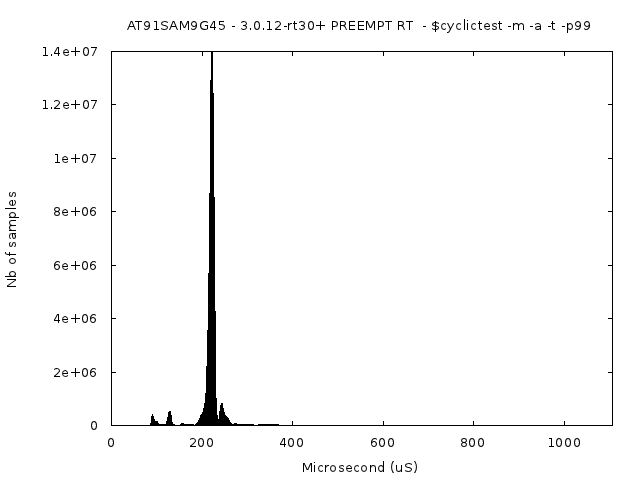 AT91SAM9G45 - 3.0.12-rt30+ PREEMPT RT - $cyclictest -m -a -t -p99
1.4e+07
1.2e+07
1e+07
8e+06
6e+06
4e+06
2e+06
0
Nb of samples
0 200 400 600 800 1000
Microsecond (uS)